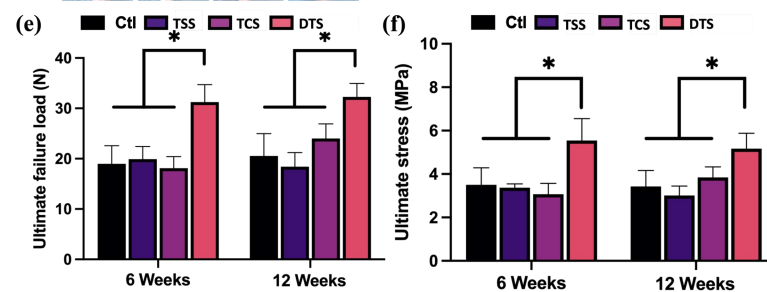 (e) Ctl TSS TCS DTS
Ultimate failure load (N)
40
30
20
10
0
* *
6 Weeks 12 Weeks
(f) Ctl TSS TCS DTS
Ultimate stress (MPa)
10
8
6
4
2
0
* *
6 Weeks 12 Weeks